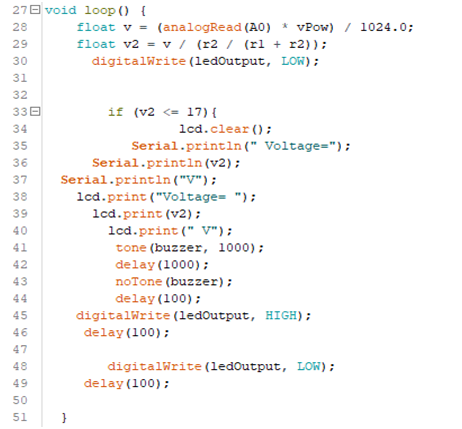 27 void loop() {
28 float v = (analogRead(A0) * vPow) / 1024.0;
29 float v2 = v / (r2 / (r1 + r2));
30 digitalWrite(ledOutput, LOW);
31
32
33 if (v2 <= 17){
34 lcd.clear();
35 Serial.println(" Voltage=");
36 Serial.println(v2);
37 Serial.println("V");
38 lcd.print("Voltage= ");
39 lcd.print(v2);
40 lcd.print(" V");
41 tone(buzzer, 1000);
42 delay(1000);
43 noTone(buzzer);
44 delay(100);
45 digitalWrite(ledOutput, HIGH);
46 delay(100);
47
48 digitalWrite(ledOutput, LOW);
49 delay(100);
50
51 }